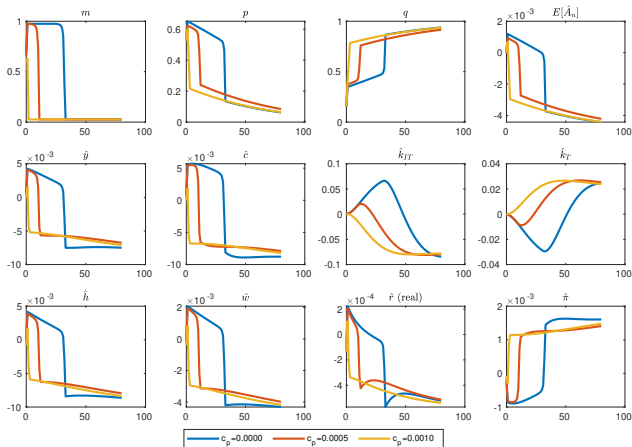 m p q E[Â_n]
×10^-3
1 0.6 1 2
0.4 0
0.5 0.5
0.2 -2
0 0 0 -4
0 50 100 0 50 100 0 50 100 0 50 100
ŷ ĉ k̂_IT k̂_T
×10^-3 ×10^-3
5 5 0.1 0.04
0 0 0.05 0.02
0 0
-5 -5 -0.05 -0.02
-10 -10 -0.1 -0.04
0 50 100 0 50 100 0 50 100 0 50 100
ĥ ŵ r̂ (real) π̂
×10^-3 ×10^-3 ×10^-4 ×10^-3
5 2 2 2
0 0 0 1
-2 -2 0
-5
-4 -4 -1
-10
0 50 100 0 50 100 0 50 100 0 50 100
c_p=0.0000 c_p=0.0005 c_p=0.0010